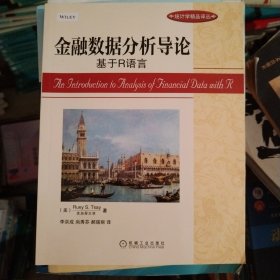 WILEY
统计学精品译丛
金融数据分析导论
基于R语言
An Introduction to Analysis of Financial Data with R
(美) Ruey S. Tsay 著
李洪成 尚秀芬 郝瑞丽 译
机械工业出版社